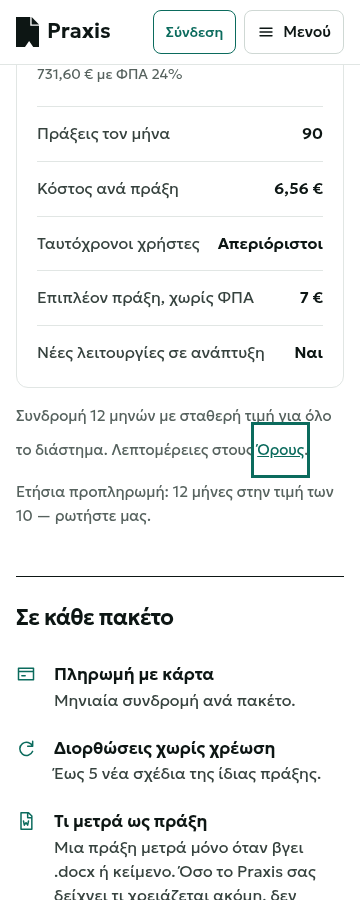 Praxis
Σύνδεση
Μενού
731,60 € με ΦΠΑ 24%
Πράξεις τον μήνα 90
Κόστος ανά πράξη 6,56 €
Ταυτόχρονοι χρήστες Απεριόριστοι
Επιπλέον πράξη, χωρίς ΦΠΑ 7 €
Νέες λειτουργίες σε ανάπτυξη Ναι
Συνδρομή 12 μηνών με σταθερή τιμή για όλο
το διάστημα. Λεπτομέρειες στους Όρους.
Ετήσια προπληρωμή: 12 μήνες στην τιμή των
10 — ρωτήστε μας.
Σε κάθε πακέτο
Πληρωμή με κάρτα
Μηνιαία συνδρομή ανά πακέτο.
Διορθώσεις χωρίς χρέωση
Έως 5 νέα σχέδια της ίδιας πράξης.
Τι μετρά ως πράξη
Μια πράξη μετρά μόνο όταν βγει
.docx ή κείμενο. Όσο το Praxis σας
δείχνει τι χρειάζεται ακόμη, δεν